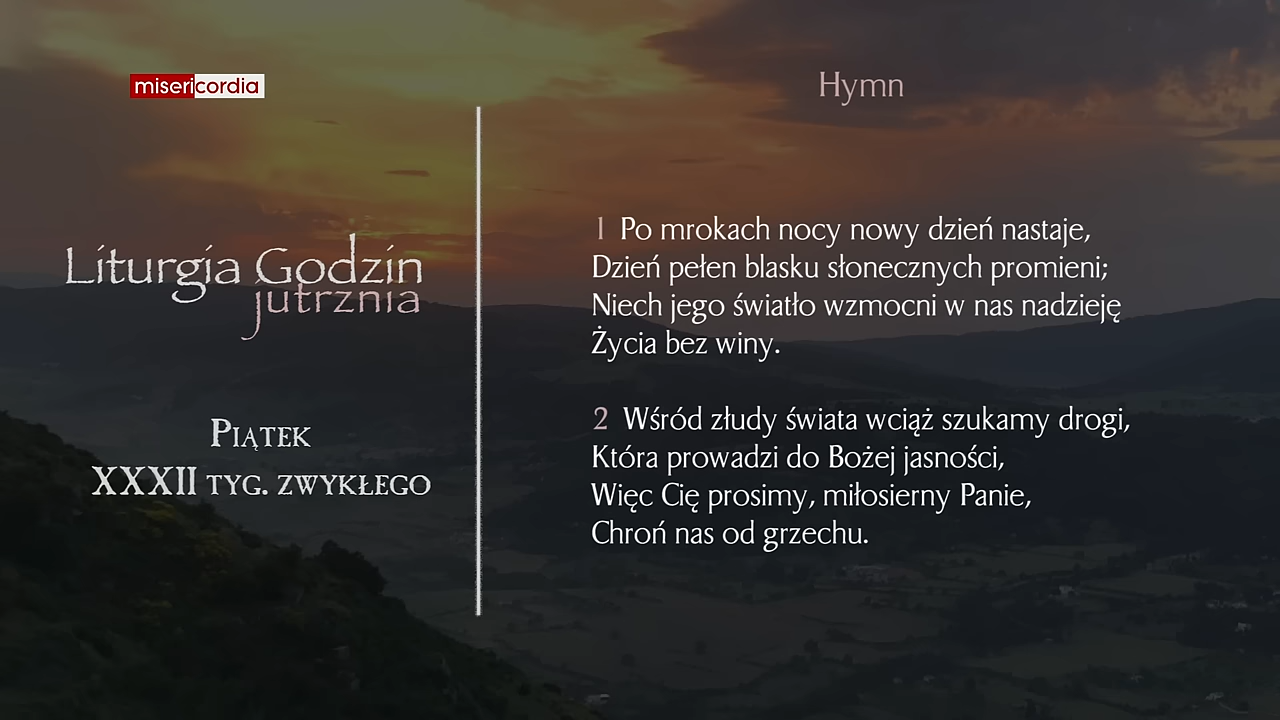 misericordia
Liturgia Godzin
jutrznia
Piątek
XXXII tyg. zwykłego
Hymn
1 Po mrokach nocy nowy dzień nastaje,
Dzień pełen blasku słonecznych promieni;
Niech jego światło wzmocni w nas nadzieję
Życia bez winy.
2 Wśród złudy świata wciąż szukamy drogi,
Która prowadzi do Bożej jasności,
Więc Cię prosimy, miłosierny Panie,
Chroń nas od grzechu.